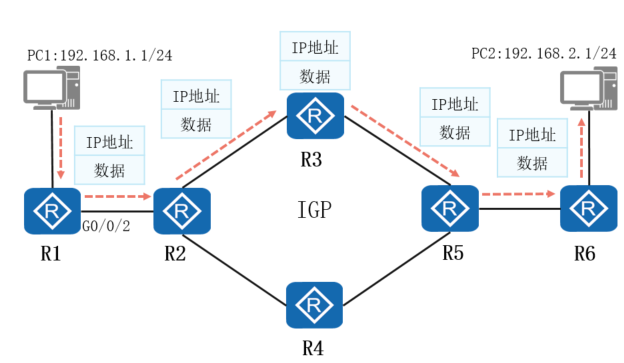 PC1:192.168.1.1/24
PC2:192.168.2.1/24
IP地址
数据
IP地址
数据
IP地址
数据
IP地址
数据
IP地址
数据
R
R3
R
R
R
R
G0/0/2
IGP
R1
R2
R5
R6
R
R4